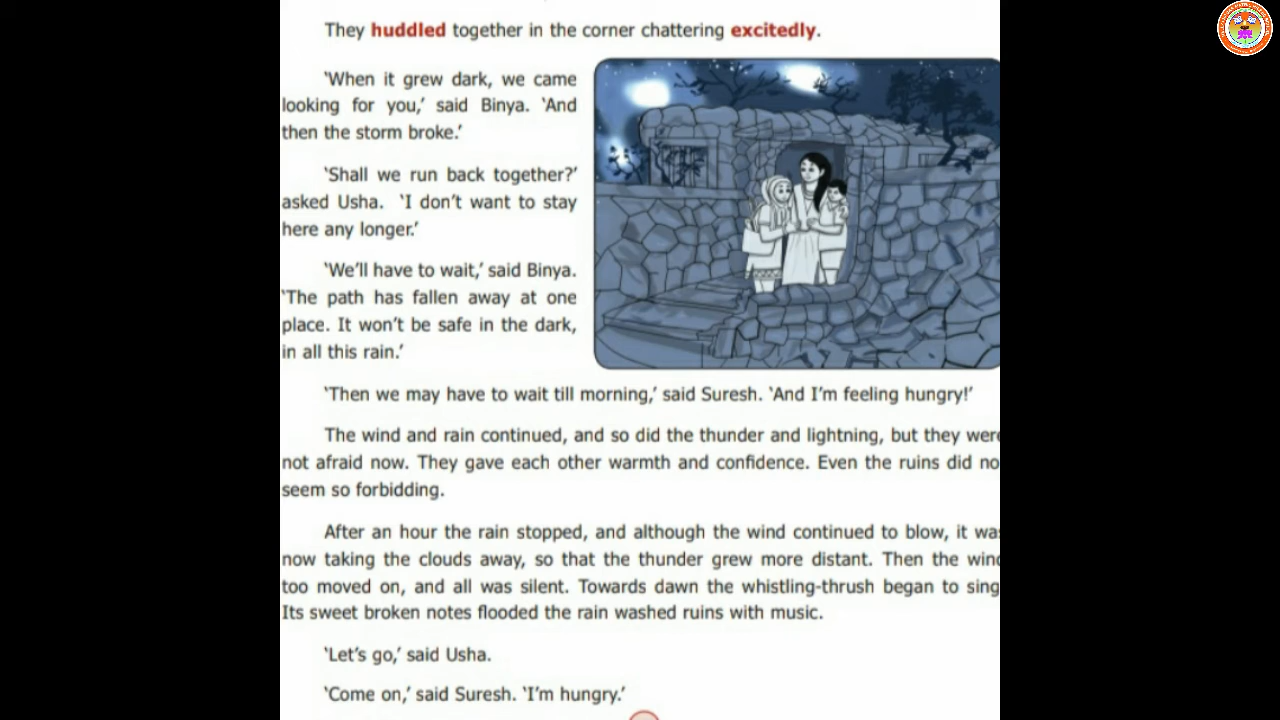 They huddled together in the corner chattering excitedly.
‘When it grew dark, we came
looking for you,’ said Binya. ‘And
then the storm broke.’
‘Shall we run back together?’
asked Usha. ‘I don’t want to stay
here any longer.’
‘We’ll have to wait,’ said Binya.
‘The path has fallen away at one
place. It won’t be safe in the dark,
in all this rain.’
‘Then we may have to wait till morning,’ said Suresh. ‘And I’m feeling hungry!’
The wind and rain continued, and so did the thunder and lightning, but they were
not afraid now. They gave each other warmth and confidence. Even the ruins did no
seem so forbidding.
After an hour the rain stopped, and although the wind continued to blow, it was
now taking the clouds away, so that the thunder grew more distant. Then the wind
too moved on, and all was silent. Towards dawn the whistling-thrush began to sing
Its sweet broken notes flooded the rain washed ruins with music.
‘Let’s go,’ said Usha.
‘Come on,’ said Suresh. ‘I’m hungry.’